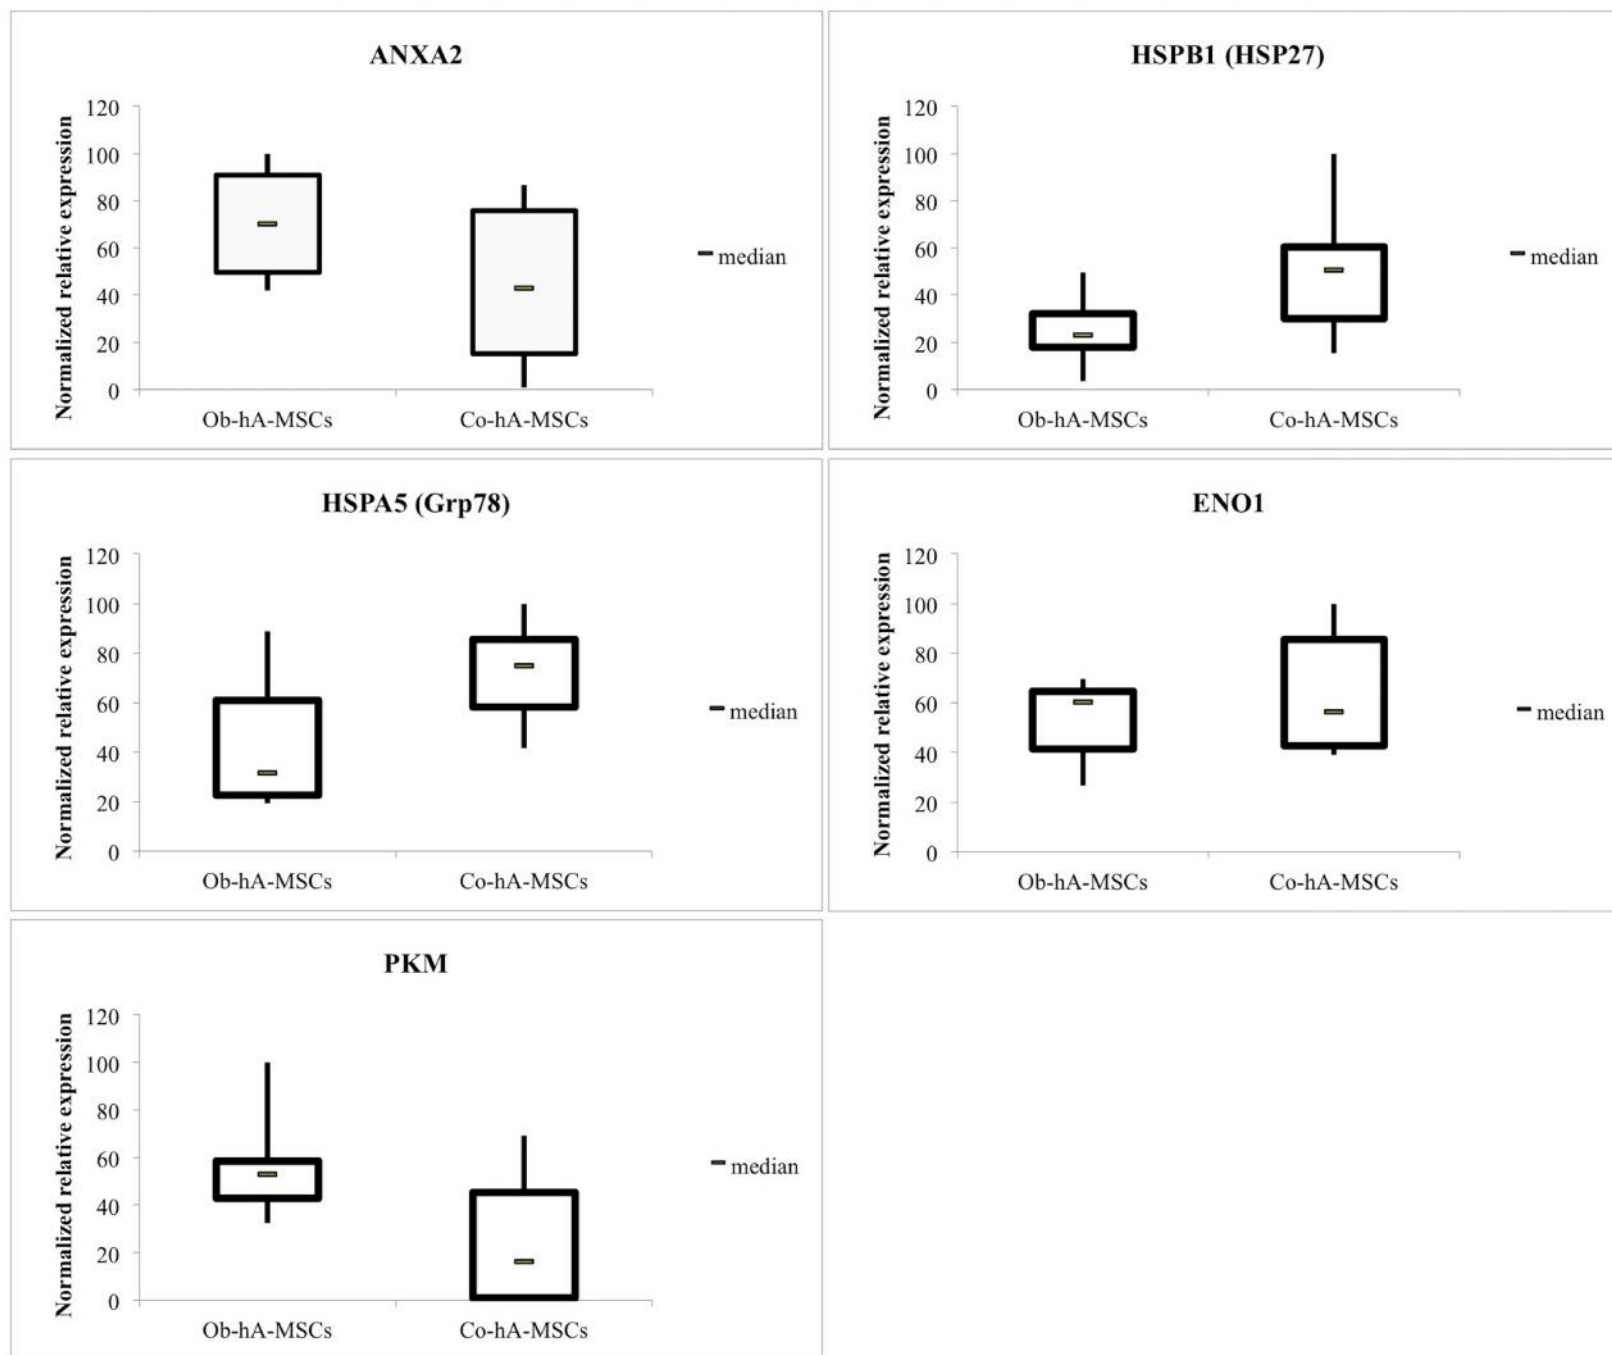 ANXA2
Normalized relative expression
120
100
80
60
40
20
0
Ob-hA-MSCs
Co-hA-MSCs
median
HSPB1 (HSP27)
Normalized relative expression
120
100
80
60
40
20
0
Ob-hA-MSCs
Co-hA-MSCs
median
HSPA5 (Grp78)
Normalized relative expression
120
100
80
60
40
20
0
Ob-hA-MSCs
Co-hA-MSCs
median
ENO1
Normalized relative expression
120
100
80
60
40
20
0
Ob-hA-MSCs
Co-hA-MSCs
median
PKM
Normalized relative expression
120
100
80
60
40
20
0
Ob-hA-MSCs
Co-hA-MSCs
median